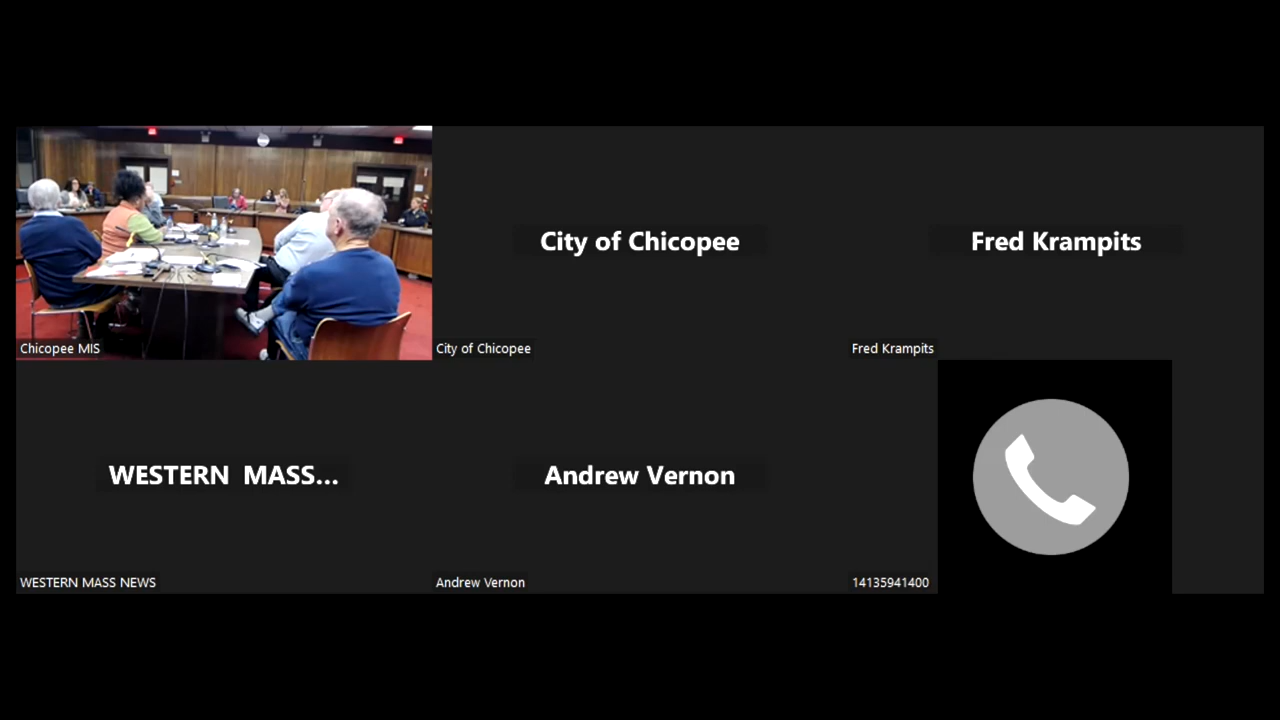 City of Chicopee
Fred Krampits
Chicopee MIS
City of Chicopee
Fred Krampits
WESTERN MASS...
Andrew Vernon
WESTERN MASS NEWS
Andrew Vernon
14135941400